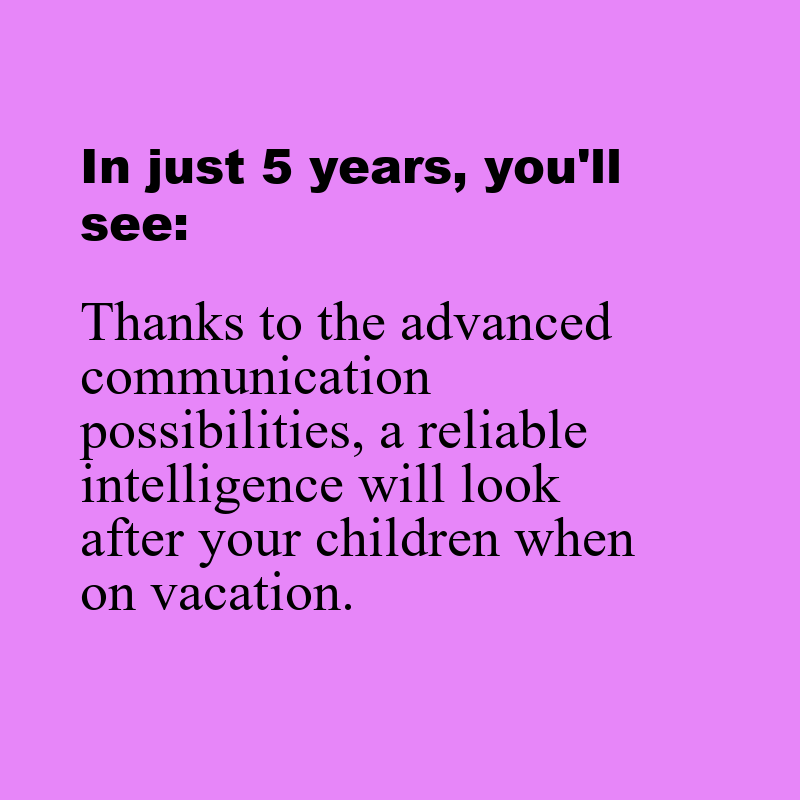 In just 5 years, you'll
see:
Thanks to the advanced
communication
possibilities, a reliable
intelligence will look
after your children when
on vacation.